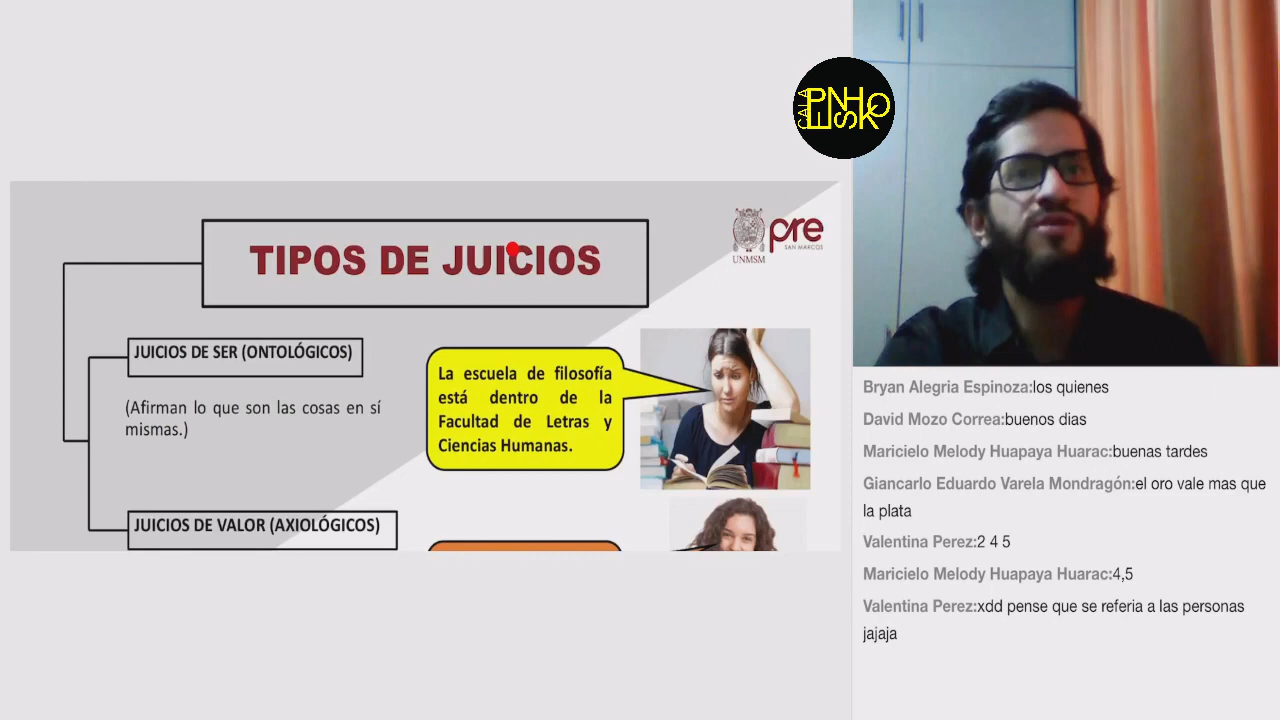 CALA
PENHO
ESK
TIPOS DE JUICIOS
UNMSM
pre
SAN MARCOS
JUICIOS DE SER (ONTOLÓGICOS)
(Afirman lo que son las cosas en sí
mismas.)
La escuela de filosofía
está dentro de la
Facultad de Letras y
Ciencias Humanas.
JUICIOS DE VALOR (AXIOLÓGICOS)
Bryan Alegria Espinoza:los quienes
David Mozo Correa:buenos dias
Maricielo Melody Huapaya Huarac:buenas tardes
Giancarlo Eduardo Varela Mondragón:el oro vale mas que
la plata
Valentina Perez:2 4 5
Maricielo Melody Huapaya Huarac:4,5
Valentina Perez:xdd pense que se referia a las personas
jajaja